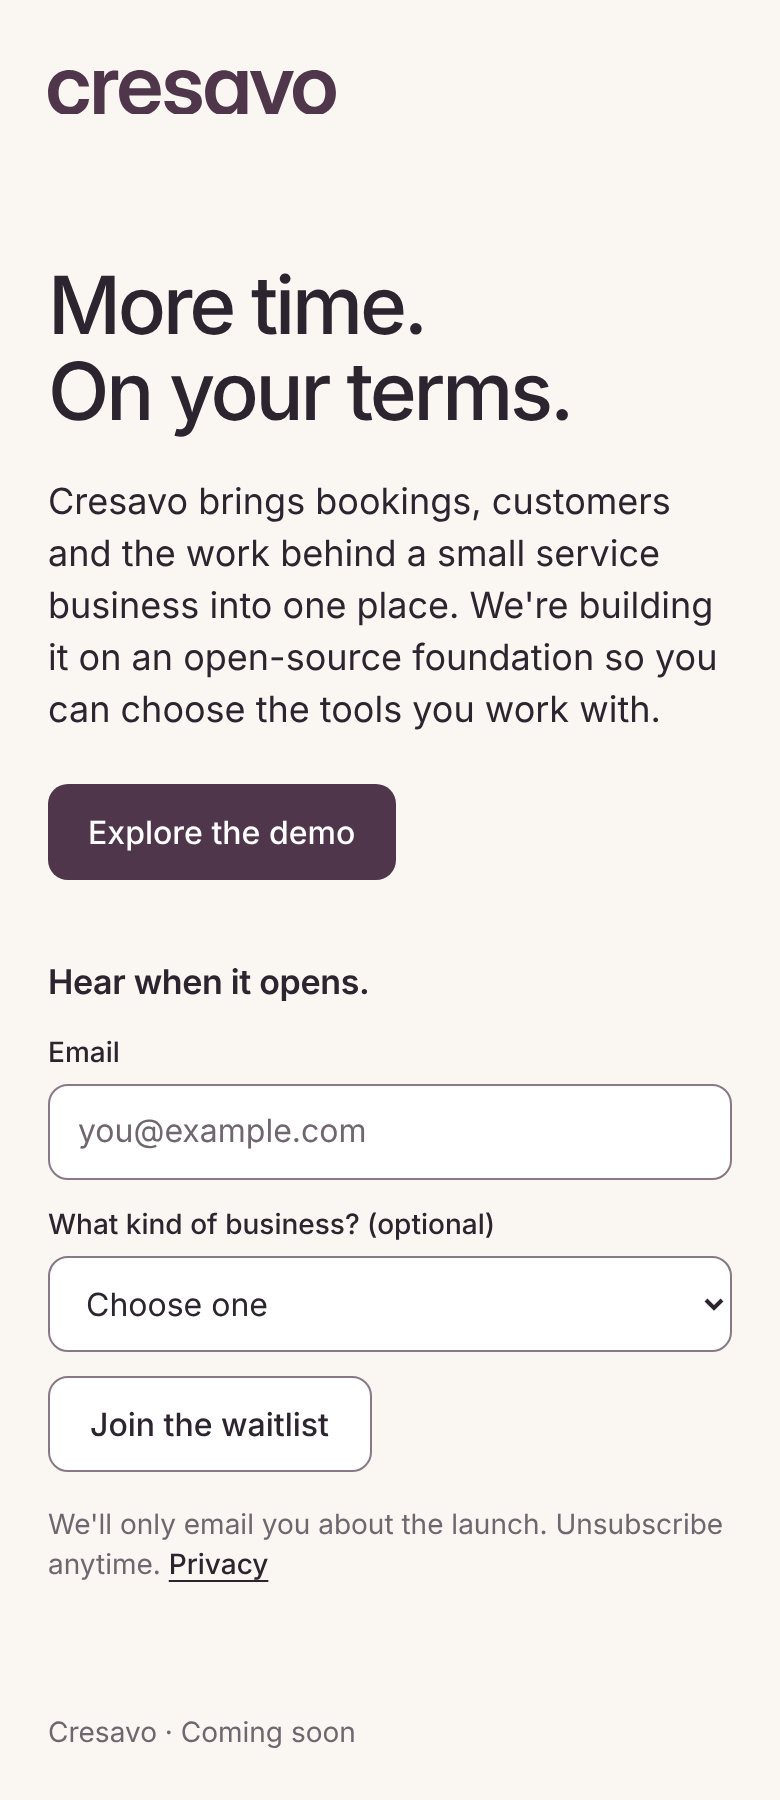 cresavo
More time.
On your terms.
Cresavo brings bookings, customers
and the work behind a small service
business into one place. We're building
it on an open-source foundation so you
can choose the tools you work with.
Explore the demo
Hear when it opens.
Email
you@example.com
What kind of business? (optional)
Choose one
Join the waitlist
We'll only email you about the launch. Unsubscribe
anytime. Privacy
Cresavo · Coming soon